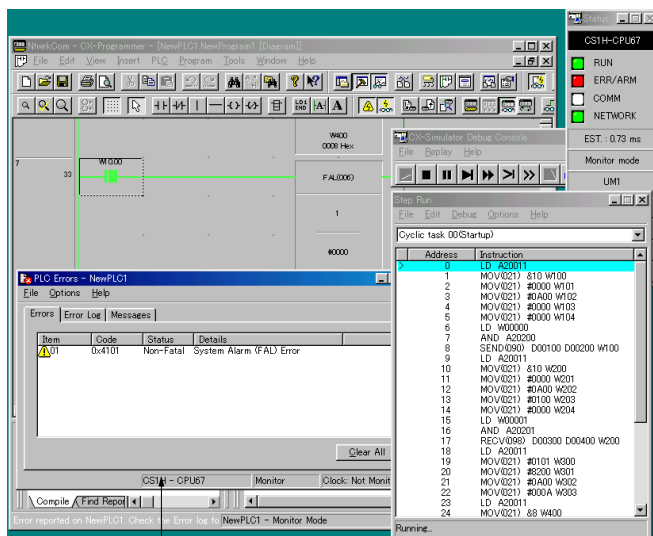 NtwkCom - CX-Programmer - [NewPLC1.NewProgram1 [Diagram]]
File Edit View Insert PLC Program Tools Window Help
W400
0008 Hex
7
33
W10.00
FAL(006)
1
#0000
Status..
CS1H-CPU67
RUN
ERR/ARM
COMM
NETWORK
EST. : 0.73 ms
Monitor mode
UM1
CX-Simulator Debug Console
File Replay Help
Step Run
File Edit Debug Options Help
Cyclic task 00(Startup)
Address Instruction
0 LD A20011
1 MOV(021) &10 W100
2 MOV(021) #0000 W101
3 MOV(021) #0A00 W102
4 MOV(021) #0000 W103
5 MOV(021) #0000 W104
6 LD W00000
7 AND A20200
8 SEND(090) D00100 D00200 W100
9 LD A20011
10 MOV(021) &10 W200
11 MOV(021) #0000 W201
12 MOV(021) #0A00 W202
13 MOV(021) #0100 W203
14 MOV(021) #0000 W204
15 LD W00001
16 AND A20201
17 RECV(098) D00300 D00400 W200
18 LD A20011
19 MOV(021) #0101 W300
20 MOV(021) #8200 W301
21 MOV(021) #0A00 W302
22 MOV(021) #000A W303
23 LD A20011
24 MOV(021) &8 W400
Running..
PLC Errors - NewPLC1
File Options Help
Errors Error Log Messages
Item Code Status Details
01 0x4101 Non-Fatal System Alarm (FAL) Error
Clear All
CS1H - CPU67 Monitor Clock: Not Monit
Compile Find Repor
Error reported on NewPLC1. Check the Error log fo NewPLC1 - Monitor Mode